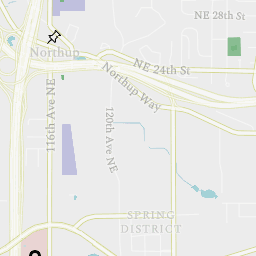 NE 28th St
Northup
NE 24th St
Northup Way
116th Ave NE
120th Ave NE
SPRING
DISTRICT